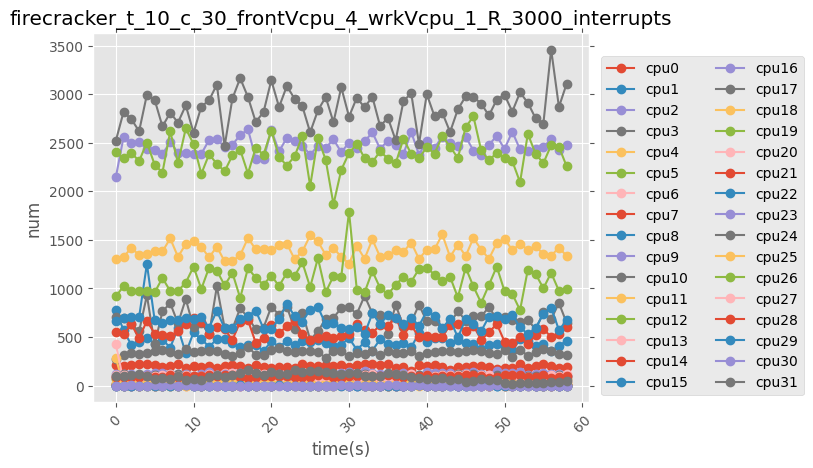 firecracker_t_10_c_30_frontVcpu_4_wrkVcpu_1_R_3000_interrupts
3500
3000
2500
2000
1500
1000
500
0
num
0
10
20
30
40
50
60
time(s)
cpu0
cpu1
cpu2
cpu3
cpu4
cpu5
cpu6
cpu7
cpu8
cpu9
cpu10
cpu11
cpu12
cpu13
cpu14
cpu15
cpu16
cpu17
cpu18
cpu19
cpu20
cpu21
cpu22
cpu23
cpu24
cpu25
cpu26
cpu27
cpu28
cpu29
cpu30
cpu31